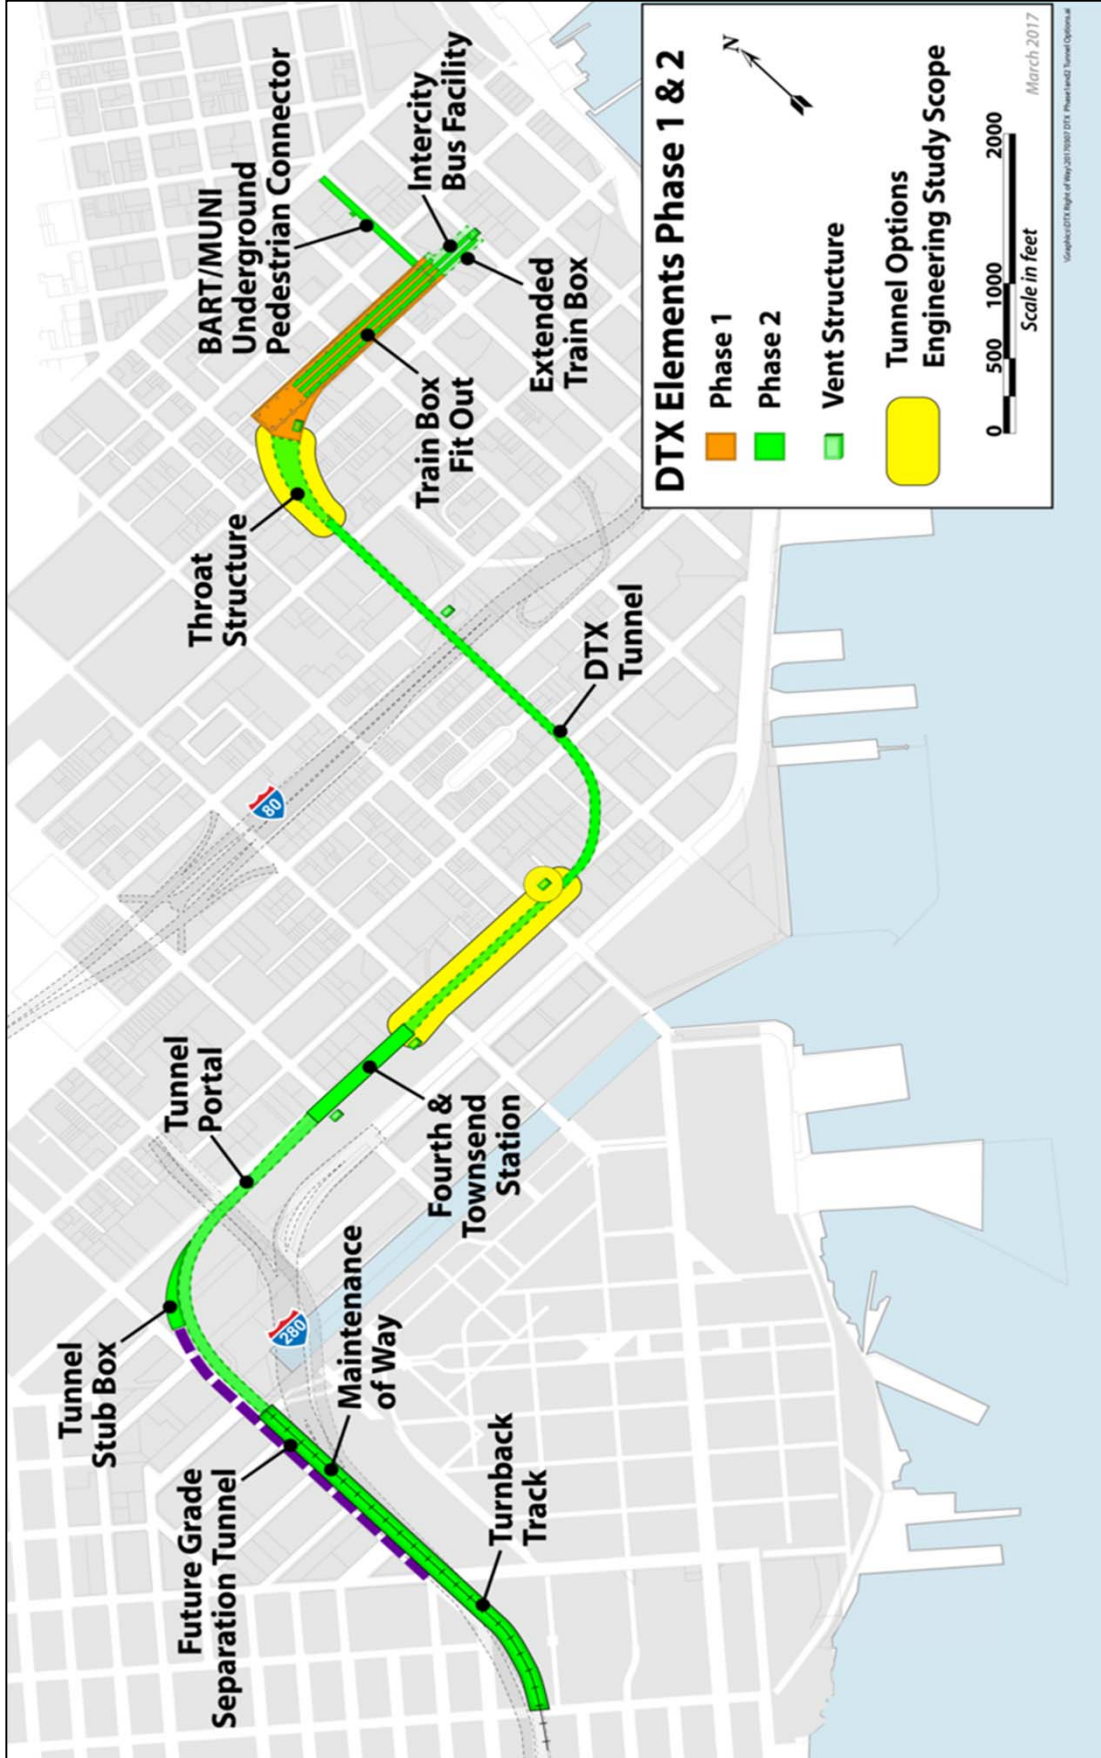 Tunnel
Stub Box
Future Grade
Separation Tunnel
Maintenance
of Way
Turnback
Track
280
Tunnel
Portal
Fourth &
Townsend
Station
80
DTX
Tunnel
Throat
Structure
Train Box
Fit Out
BART/MUNI
Underground
Pedestrian Connector
Intercity
Bus Facility
Extended
Train Box
DTX Elements Phase 1 & 2
N
Phase 1
Phase 2
Vent Structure
Tunnel Options
Engineering Study Scope
0 500 1000 2000
Scale in feet
March 2017